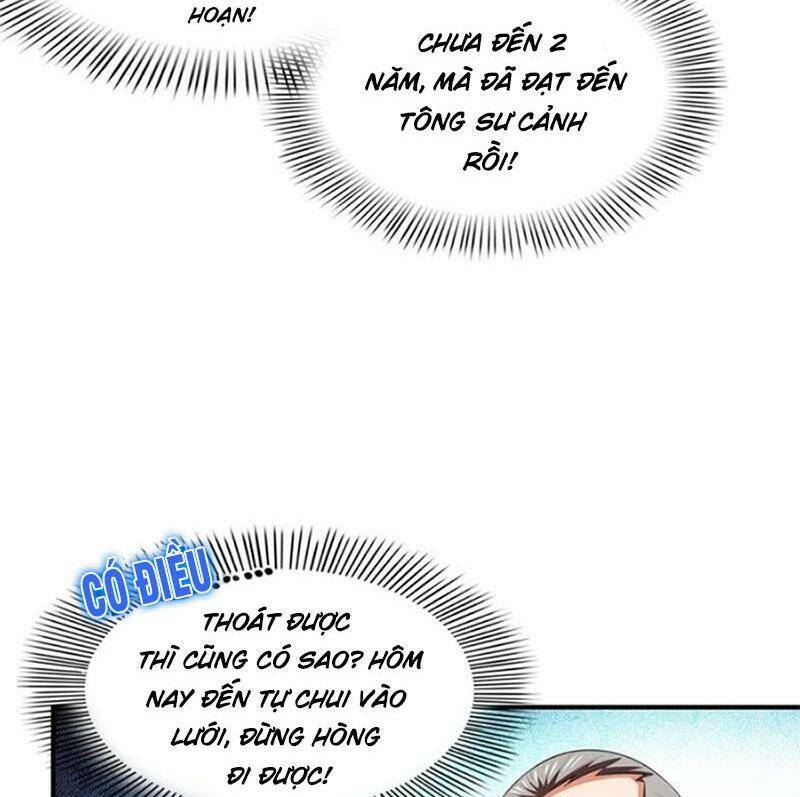 HOẠN!
CHƯA ĐẾN 2
NĂM, MÀ ĐÃ ĐẠT ĐẾN
TÔNG SƯ CẢNH
RỒI!
CÓ ĐIỀU......
THOÁT ĐƯỢC
THÌ CŨNG CÓ SAO? HÔM
NAY ĐẾN TỰ CHUI VÀO
LƯỚI, ĐỪNG HÒNG
ĐI ĐƯỢC!